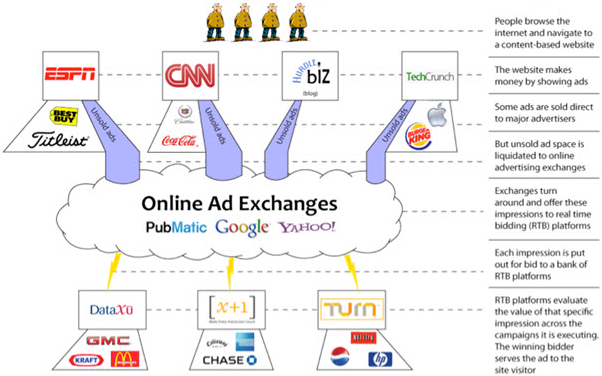 People browse the
internet and navigate to
a content-based website
ESPN
CNN
HURDLE
bIZ
(blog)
TechCrunch
The website makes
money by showing ads
BEST
BUY
Titleist
Unsold ads
Cadillac
Coca-Cola
Unsold ads
Unsold ads
Unsold ads
BURGER
KING
Some ads are sold direct
to major advertisers
But unsold ad space is
liquidated to online
advertising exchanges
Online Ad Exchanges
PubMatic Google YAHOO!
Exchanges turn
around and offer these
impressions to real time
bidding (RTB) platforms
Each impression is put
out for bid to a bank of
RTB platforms
DataXu
[x+1]
TURN
GMC
KRAFT
McDonald's
Callaway
CHASE
NETFLIX
pepsi
hp
RTB platforms evaluate
the value of that specific
impression across the
campaigns it is executing.
The winning bidder
serves the ad to the
site visitor